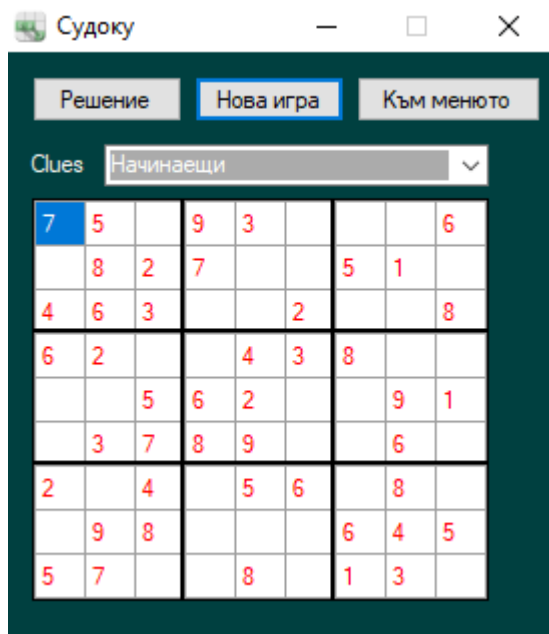 Судоку
Решение Нова игра Към менюто
Clues Начинаещи
7 5 9 3 6
8 2 7 5 1
4 6 3 2 8
6 2 4 3 8
5 6 2 9 1
3 7 8 9 6
2 4 5 6 8
9 8 6 4 5
5 7 8 1 3